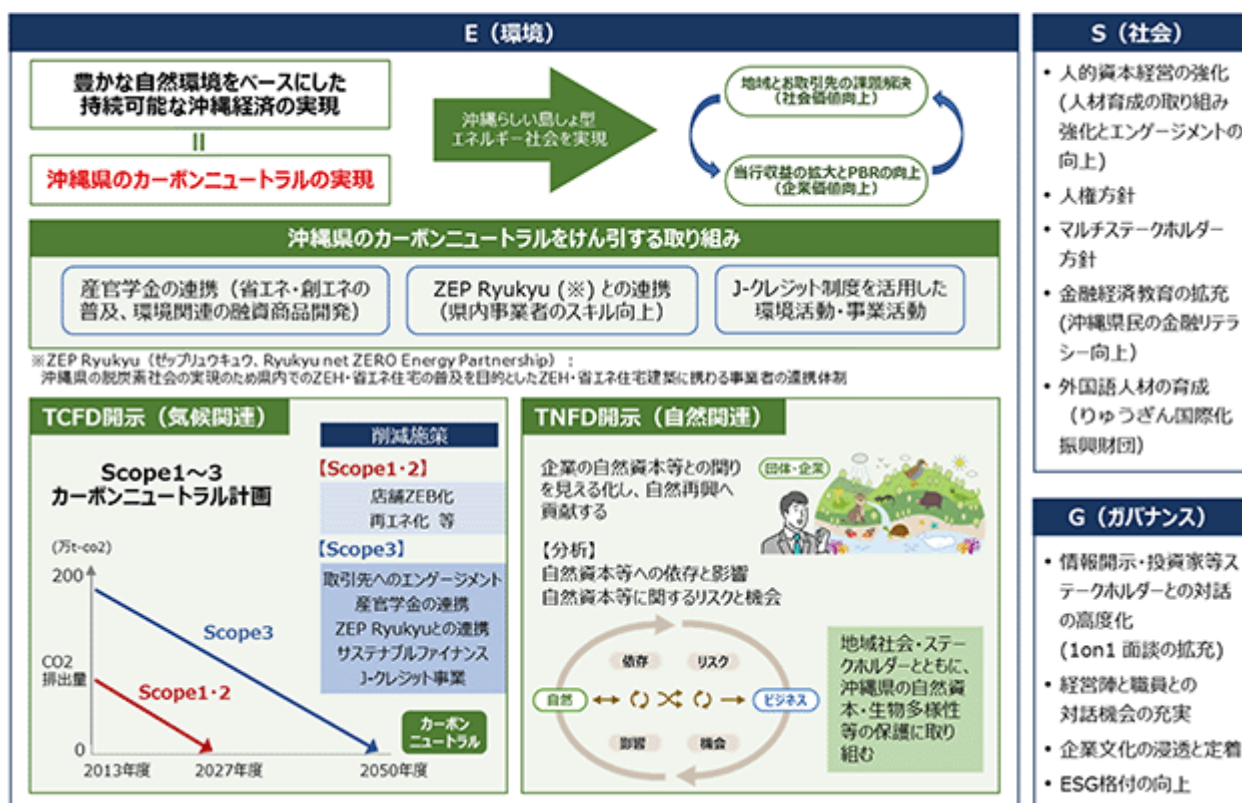 E（環境）
豊かな自然環境をベースにした
持続可能な沖縄経済の実現
=
沖縄県のカーボンニュートラルの実現
沖縄らしい島しょ型
エネルギー社会を実現
地域とお取引先の課題解決
（社会価値向上）
当行収益の拡大とPBRの向上
（企業価値向上）
沖縄県のカーボンニュートラルをけん引する取り組み
産官学金の連携（省エネ・創エネの
普及、環境関連の融資商品開発）
ZEP Ryukyu (※) との連携
（県内事業者のスキル向上）
J-クレジット制度を活用した
環境活動・事業活動
※ZEP Ryukyu（ゼップリュウキュウ、Ryukyu net ZERO Energy Partnership）：
沖縄県の脱炭素社会の実現のため県内でのZEH・省エネ住宅の普及を目的としたZEH・省エネ住宅建築に携わる事業者の連携体制
TCFD開示（気候関連）
Scope1～3
カーボンニュートラル計画
(万t-co2)
200
CO2
排出量
0
Scope3
Scope1・2
2013年度
2027年度
2050年度
削減施策
【Scope1・2】
店舗ZEB化
再エネ化 等
【Scope3】
取引先へのエンゲージメント
産官学金の連携
ZEP Ryukyuとの連携
サステナブルファイナンス
J-クレジット事業
カーボン
ニュートラル
TNFD開示（自然関連）
企業の自然資本等との関り
を見える化し、自然再興へ
貢献する
団体・企業
【分析】
自然資本等への依存と影響
自然資本等に関するリスクと機会
依存
リスク
自然
ビジネス
影響
機会
地域社会・ステー
クホルダーとともに、
沖縄県の自然資
本・生物多様性
等の保護に取り
組む
S（社会）
• 人的資本経営の強化
(人材育成の取り組み
強化とエンゲージメントの
向上)
• 人権方針
• マルチステークホルダー
方針
• 金融経済教育の拡充
(沖縄県民の金融リテラ
シー向上)
• 外国語人材の育成
（りゅうぎん国際化
振興財団）
G（ガバナンス）
• 情報開示・投資家等ス
テークホルダーとの対話
の高度化
(1on1 面談の拡充)
• 経営陣と職員との
対話機会の充実
• 企業文化の浸透と定着
• ESG格付の向上